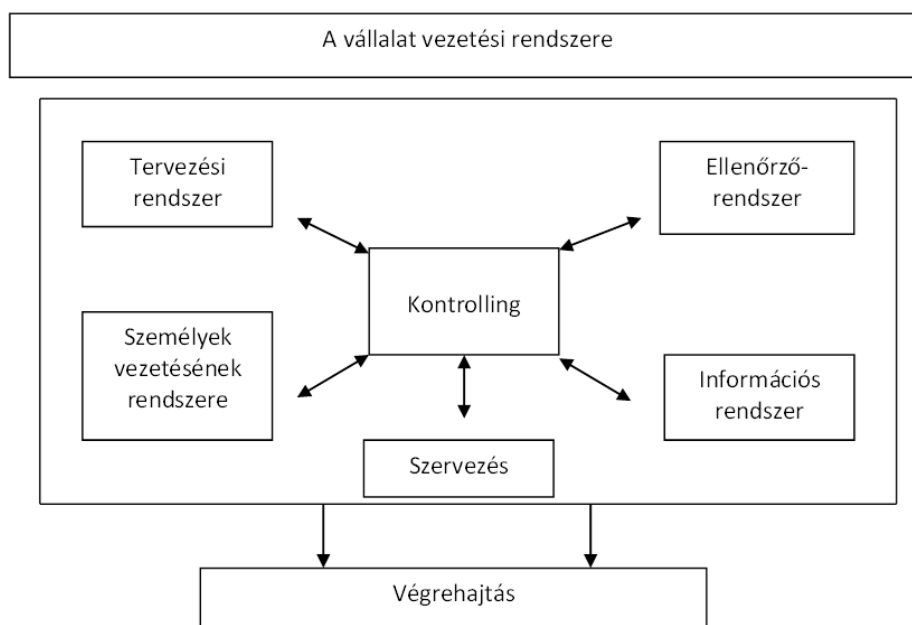 A vállalat vezetési rendszere
Tervezési
rendszer
Ellenőrző-
rendszer
Kontrolling
Személyek
vezetésének
rendszere
Információs
rendszer
Szervezés
Végrehajtás